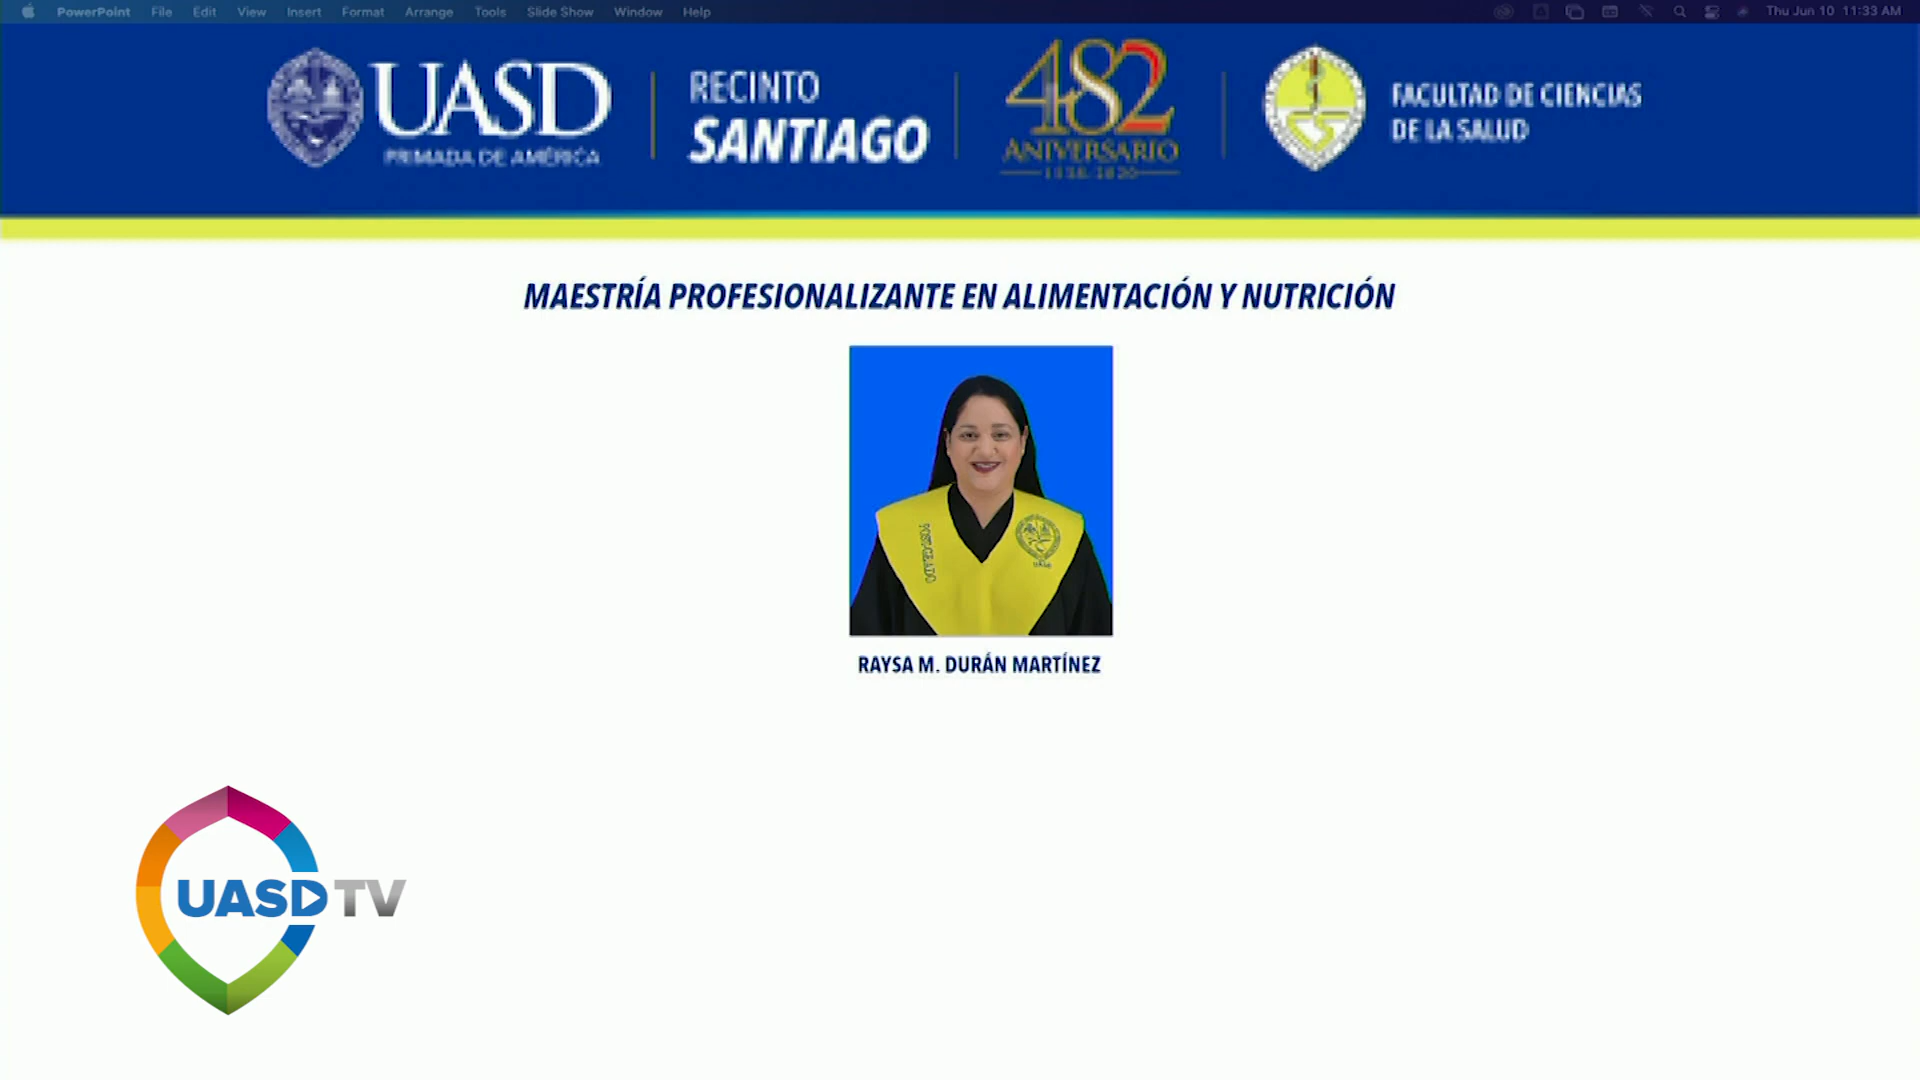 PowerPoint File Edit View Insert Format Arrange Tools Slide Show Window Help Thu Jun 10 11:33 AM
UASD
PRIMADA DE AMÉRICA
RECINTO
SANTIAGO
482
ANIVERSARIO
FACULTAD DE CIENCIAS
DE LA SALUD
MAESTRÍA PROFESIONALIZANTE EN ALIMENTACIÓN Y NUTRICIÓN
POSTGRADO
UASD
RAYSA M. DURÁN MARTÍNEZ
UASD TV